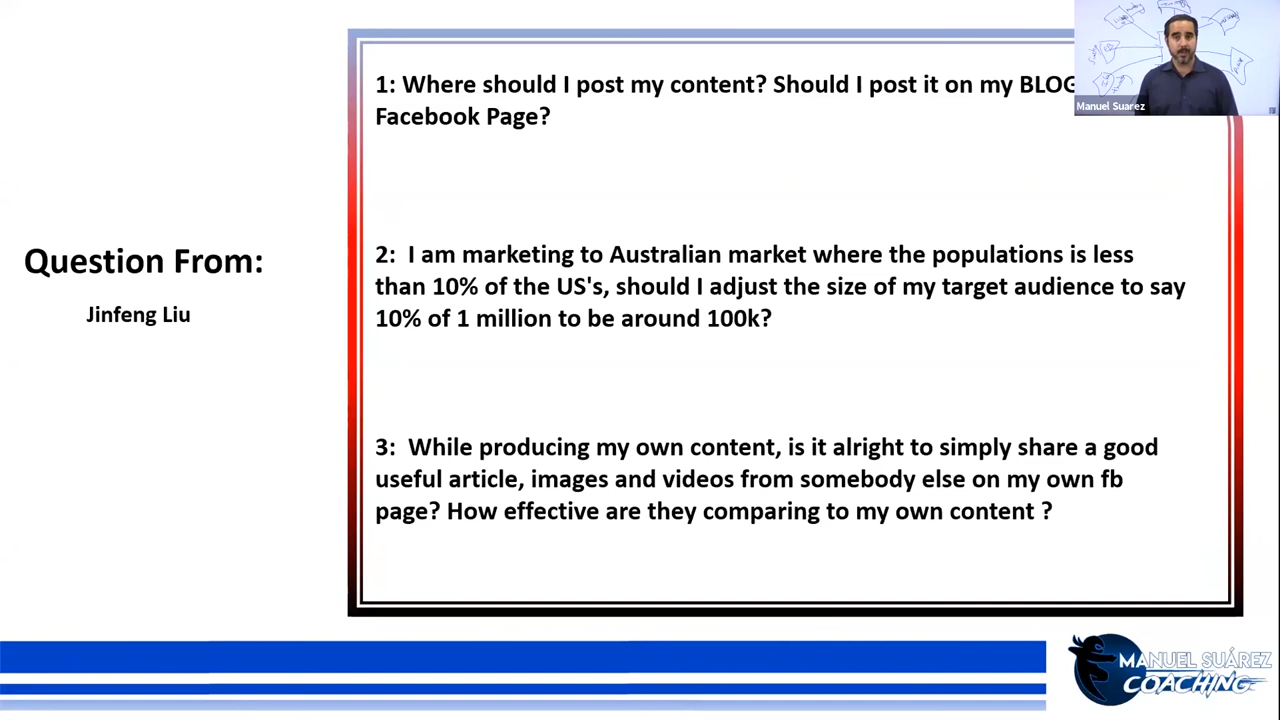 1: Where should I post my content? Should I post it on my BLOG
Facebook Page?
Manuel Suarez
2:  I am marketing to Australian market where the populations is less
than 10% of the US's, should I adjust the size of my target audience to say
10% of 1 million to be around 100k?
Question From:
Jinfeng Liu
3:  While producing my own content, is it alright to simply share a good
useful article, images and videos from somebody else on my own fb
page? How effective are they comparing to my own content ?
MANUEL SUÁREZ
COACHING